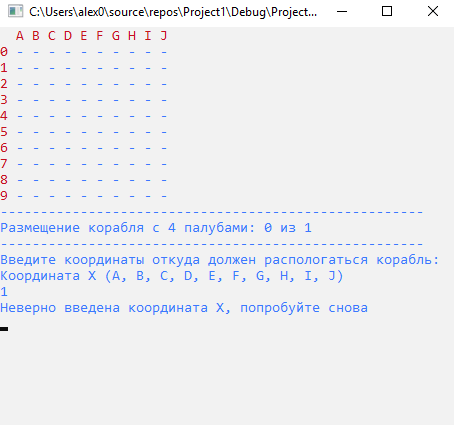 C:\Users\alex0\source\repos\Project1\Debug\Project...
A B C D E F G H I J
0 - - - - - - - - - -
1 - - - - - - - - - -
2 - - - - - - - - - -
3 - - - - - - - - - -
4 - - - - - - - - - -
5 - - - - - - - - - -
6 - - - - - - - - - -
7 - - - - - - - - - -
8 - - - - - - - - - -
9 - - - - - - - - - -
-----------------------------------------------------
Размещение корабля с 4 палубами: 0 из 1
-----------------------------------------------------
Введите координаты откуда должен распологаться корабль:
Координата X (A, B, C, D, E, F, G, H, I, J)
1
Неверно введена координата X, попробуйте снова